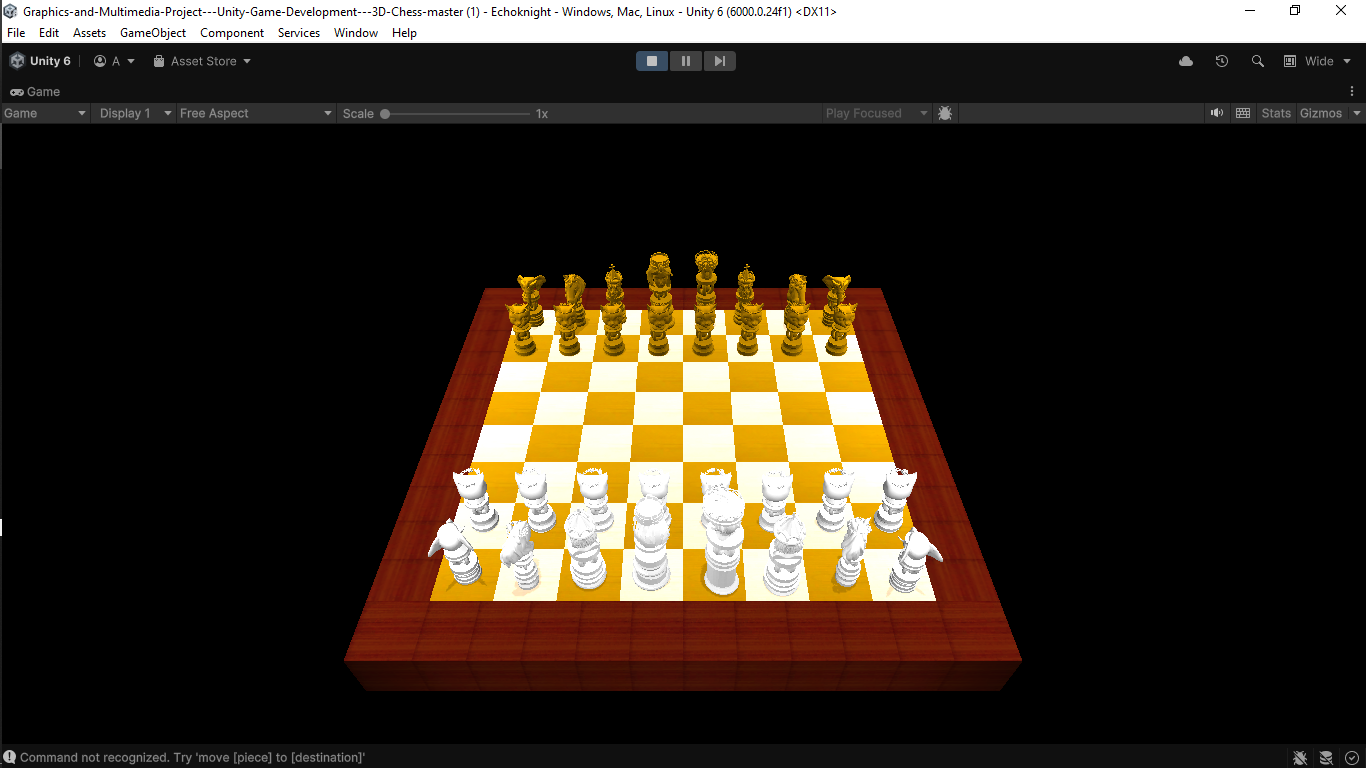 Graphics-and-Multimedia-Project---Unity-Game-Development---3D-Chess-master (1) - Echoknight - Windows, Mac, Linux - Unity 6 (6000.0.24f1) <DX11>
File Edit Assets GameObject Component Services Window Help
Unity 6 A Asset Store Wide
Game
Game Display 1 Free Aspect Scale 1x Play Focused Stats Gizmos
Command not recognized. Try 'move [piece] to [destination]'